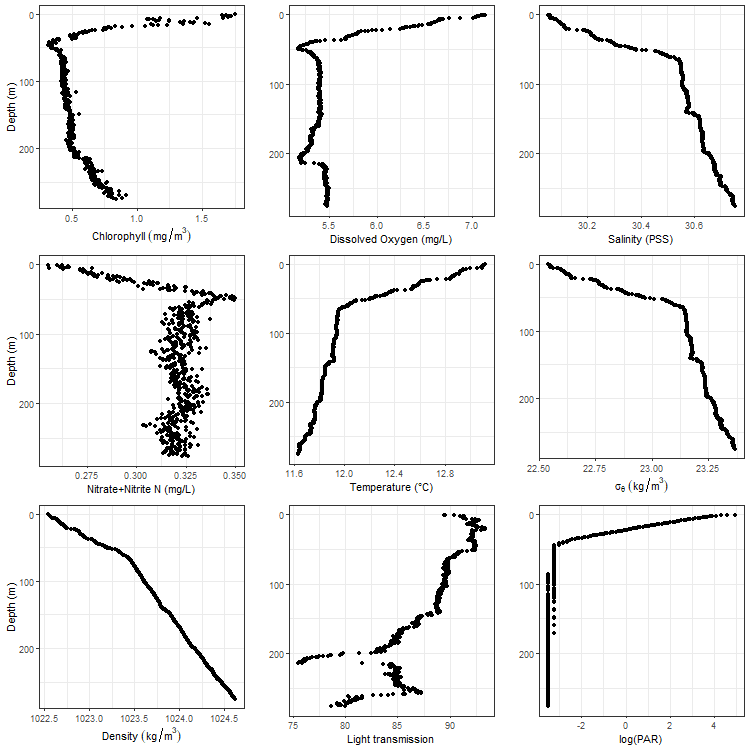 0
100
200
Depth (m)
0.5 1.0 1.5
Chlorophyll (mg/m³)
0
100
200
5.5 6.0 6.5 7.0
Dissolved Oxygen (mg/L)
0
100
200
30.2 30.4 30.6
Salinity (PSS)
0
100
200
Depth (m)
0.275 0.300 0.325 0.350
Nitrate+Nitrite N (mg/L)
0
100
200
11.6 12.0 12.4 12.8
Temperature (°C)
0
100
200
22.50 22.75 23.00 23.25
σθ (kg/m³)
0
100
200
Depth (m)
1022.5 1023.0 1023.5 1024.0 1024.5
Density (kg/m³)
0
100
200
75 80 85 90
Light transmission
0
100
200
-2 0 2 4
log(PAR)